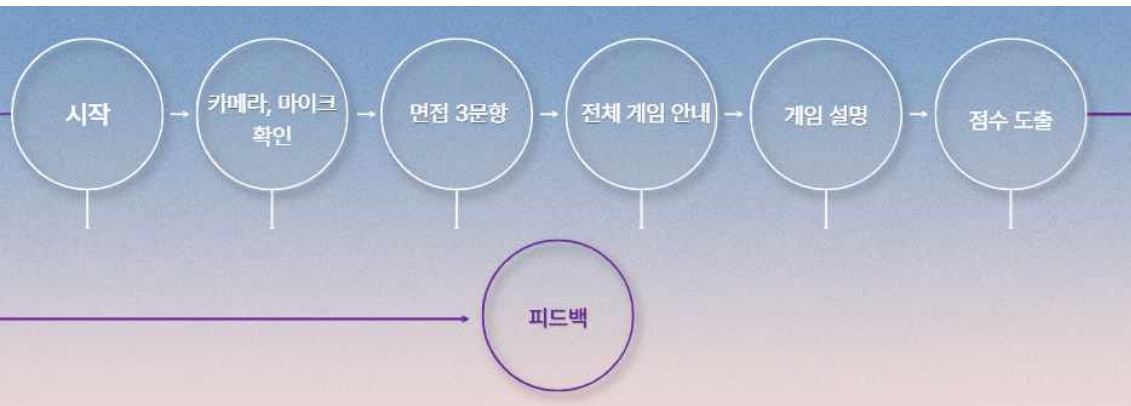 시작
카메라, 마이크
확인
면접 3문항
전체 게임 안내
게임 설명
점수 도출
피드백